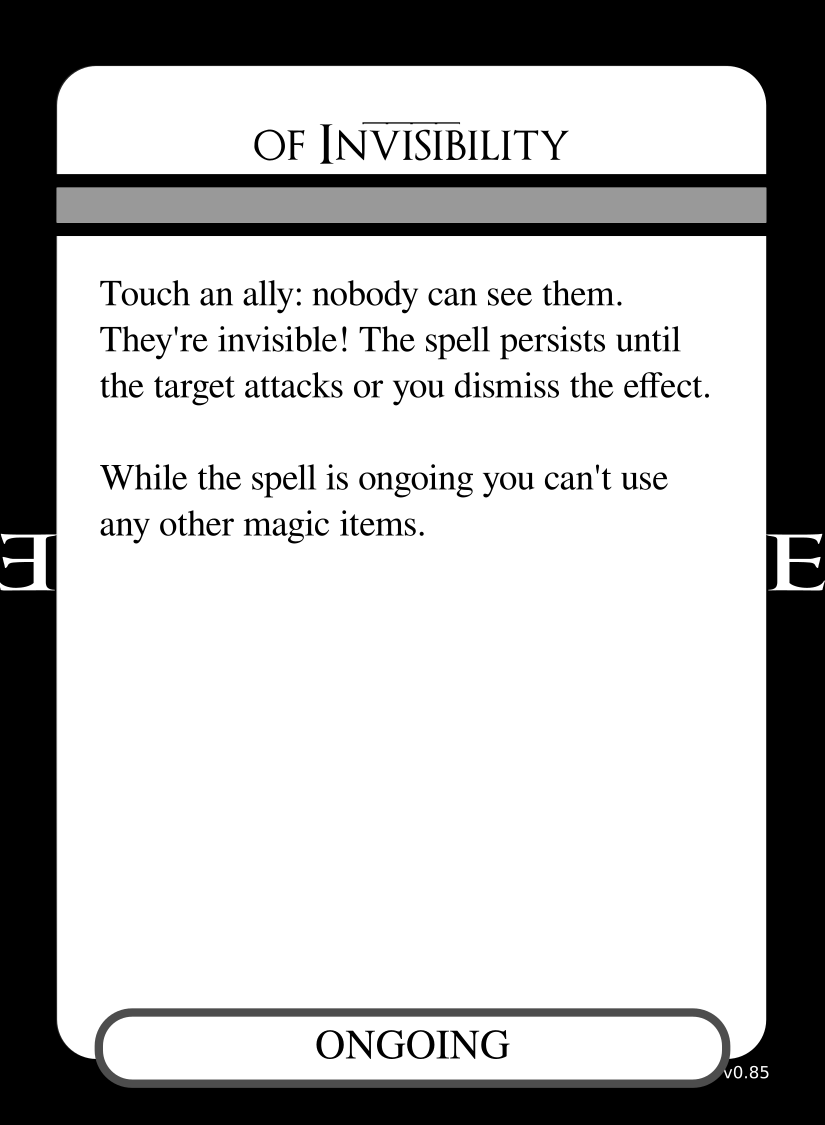 OF INVISIBILITY
Touch an ally: nobody can see them.
They're invisible! The spell persists until
the target attacks or you dismiss the effect.
While the spell is ongoing you can't use
any other magic items.
E
E
ONGOING
v0.85